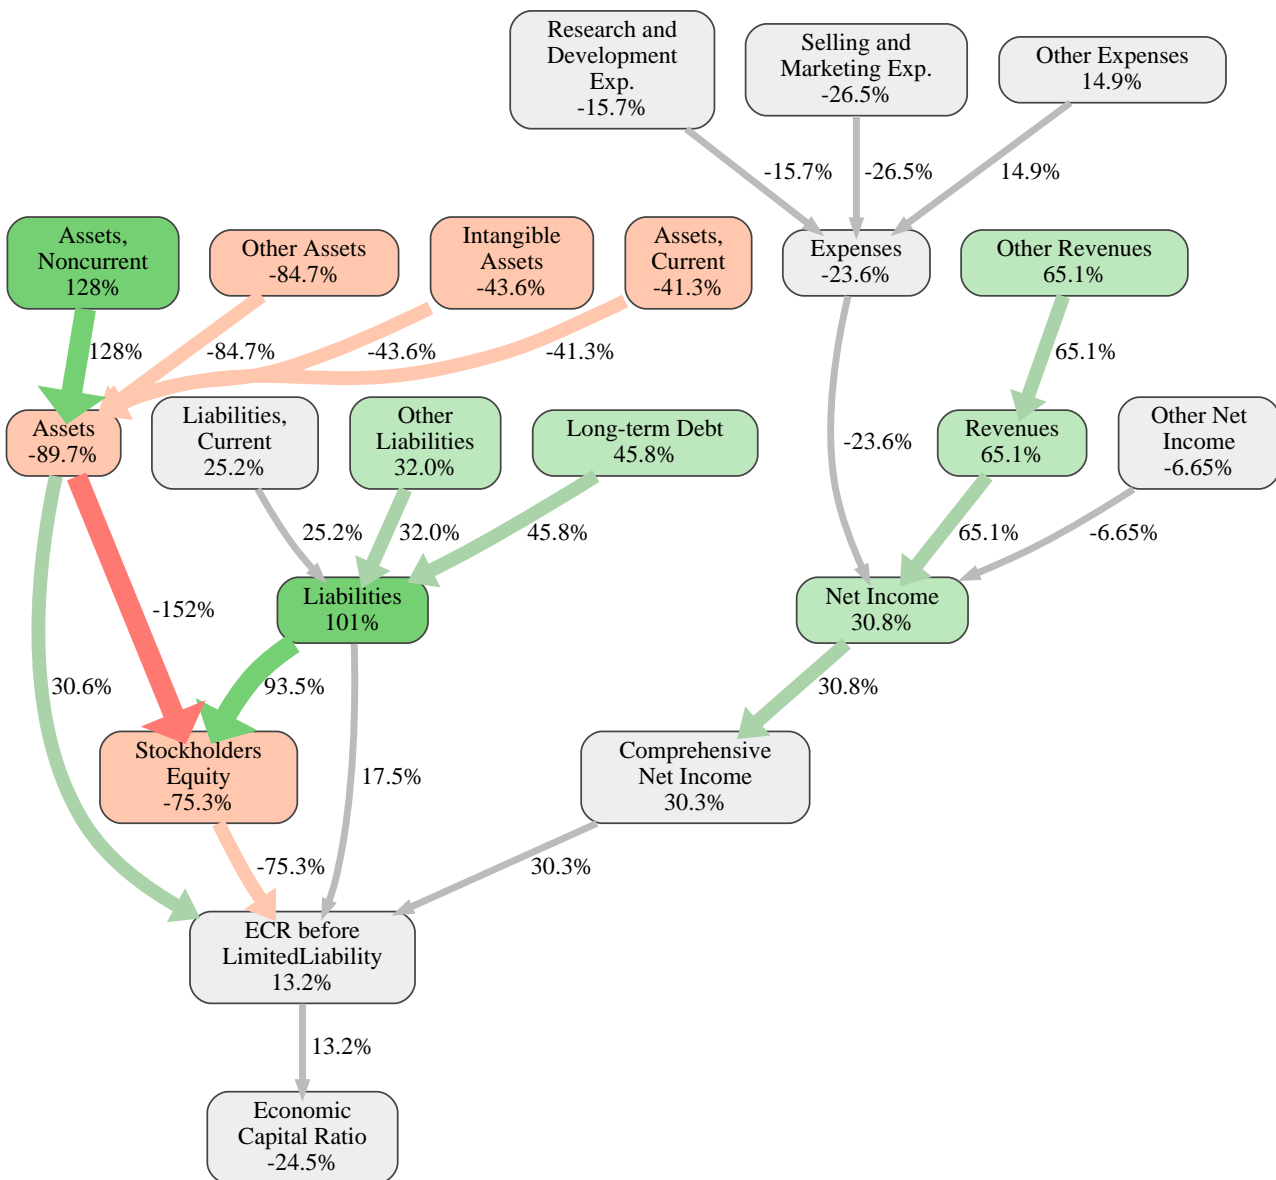 Research and
Development
Exp.
-15.7%
Selling and
Marketing Exp.
-26.5%
Other Expenses
14.9%
-15.7%
-26.5%
14.9%
Assets,
Noncurrent
128%
Other Assets
-84.7%
Intangible
Assets
-43.6%
Assets,
Current
-41.3%
Expenses
-23.6%
Other Revenues
65.1%
128%
-84.7%
-43.6%
-41.3%
65.1%
Assets
-89.7%
Liabilities,
Current
25.2%
Other
Liabilities
32.0%
Long-term Debt
45.8%
-23.6%
Revenues
65.1%
Other Net
Income
-6.65%
25.2%
32.0%
45.8%
65.1%
-6.65%
-152%
Liabilities
101%
Net Income
30.8%
30.6%
93.5%
30.8%
Stockholders
Equity
-75.3%
17.5%
Comprehensive
Net Income
30.3%
-75.3%
30.3%
ECR before
LimitedLiability
13.2%
13.2%
Economic
Capital Ratio
-24.5%